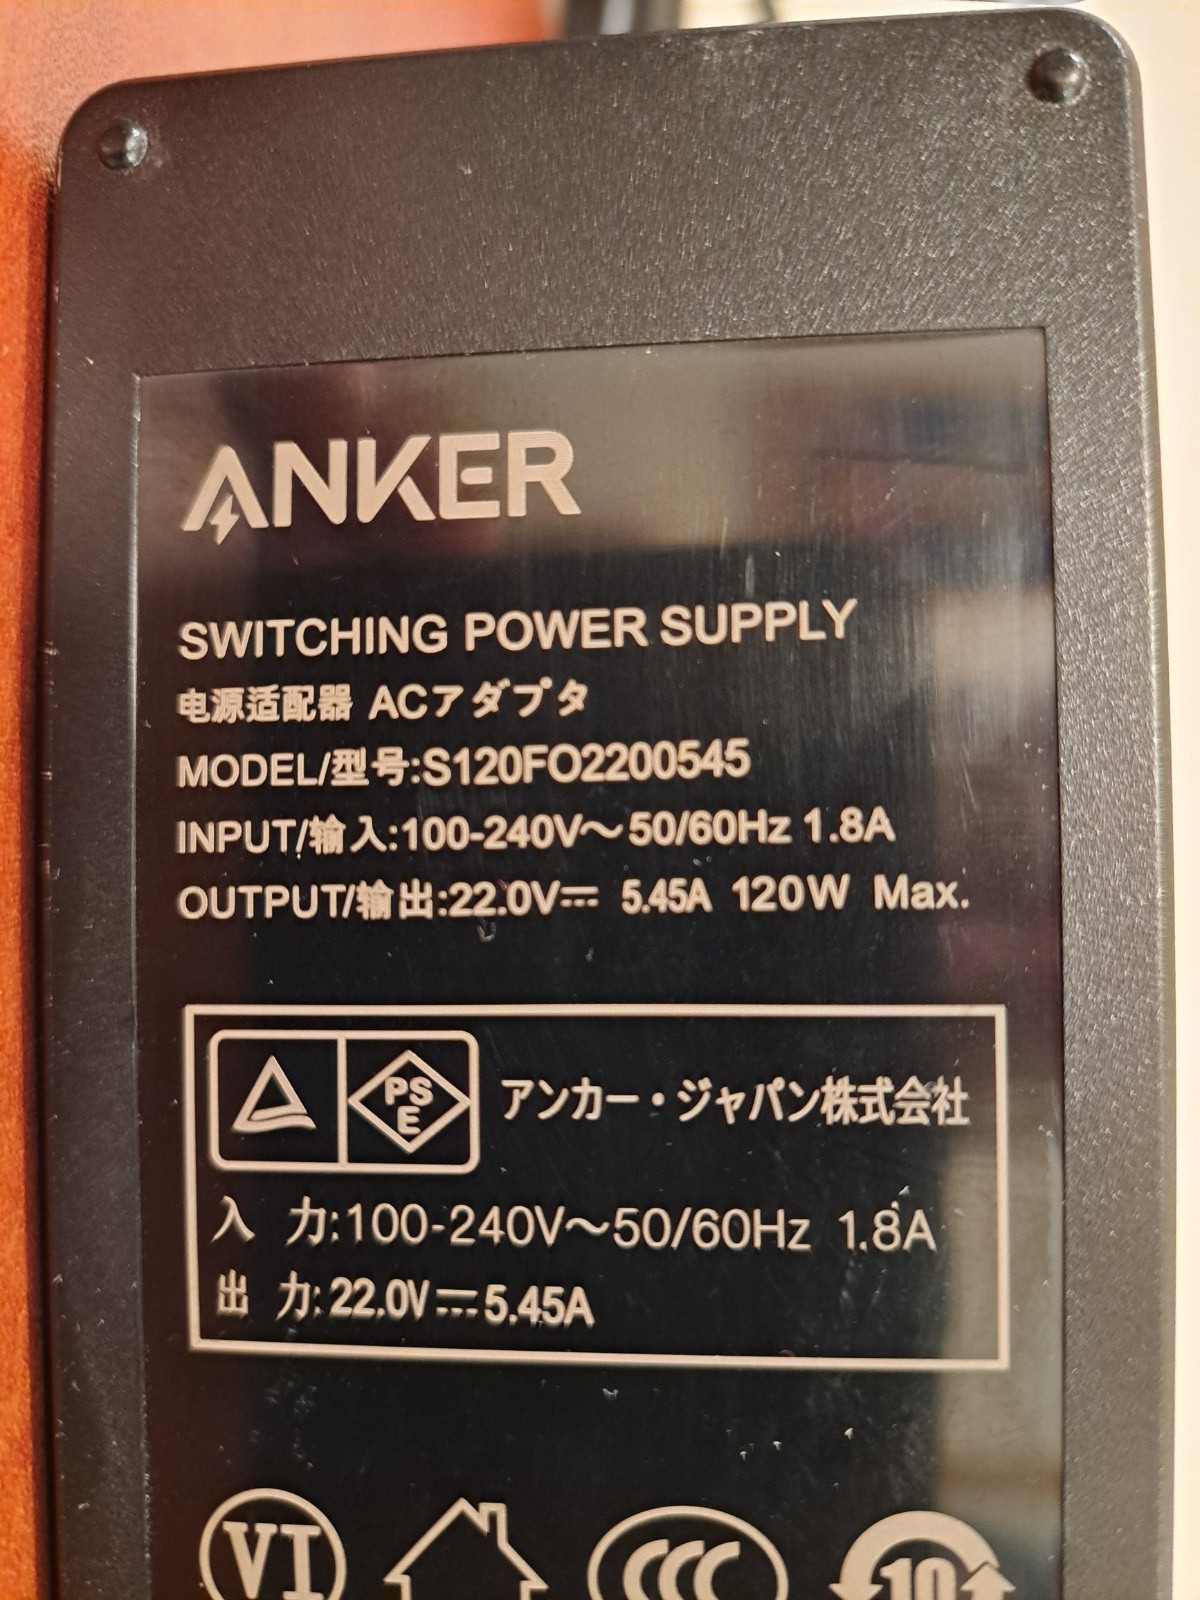 ANKER
SWITCHING POWER SUPPLY
电源适配器 ACアダプタ
MODEL/型号:S120FO2200545
INPUT/输入:100-240V～50/60Hz 1.8A
OUTPUT/输出:22.0V⎓ 5.45A 120W Max.
PS
E
アンカー・ジャパン株式会社
入 力:100-240V～50/60Hz 1.8A
出 力:22.0V⎓5.45A
VI
CCC
10